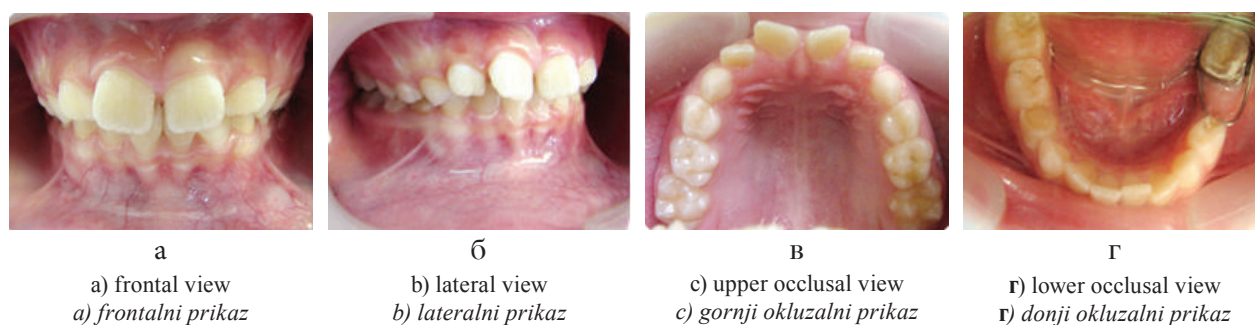 а б в г
a) frontal view b) lateral view c) upper occlusal view г) lower occlusal view
a) frontalni prikaz b) lateralni prikaz c) gornji okluzalni prikaz г) donji okluzalni prikaz